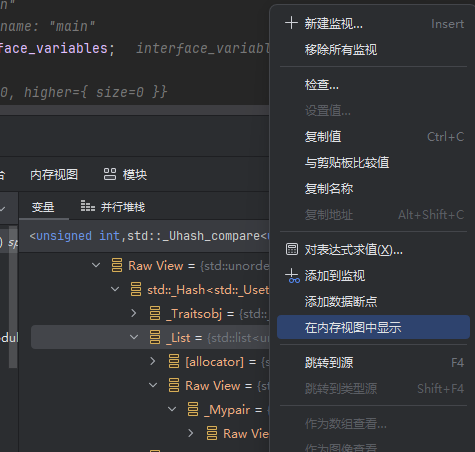 n"
name: "main"
face_variables;   interface_variabl
0, higher={ size=0 }}
台
内存视图
模块
变量
并行堆栈
) sp
<unsigned int,std::_Uhash_compare<u
Raw View = {std::unorde
std::_Hash<std::_Uset
_Traitsobj = {std::
_List = {std::list<un
dul
[allocator] = {st
Raw View = {st
_Mypair =
Raw Vie
新建监视... Insert
移除所有监视
检查...
设置值...
复制值 Ctrl+C
与剪贴板比较值
复制名称
复制地址 Alt+Shift+C
对表达式求值(X)...
添加到监视
添加数据断点
在内存视图中显示
跳转到源 F4
跳转到类型源 Shift+F4
作为数组查看...
作为图像查看...